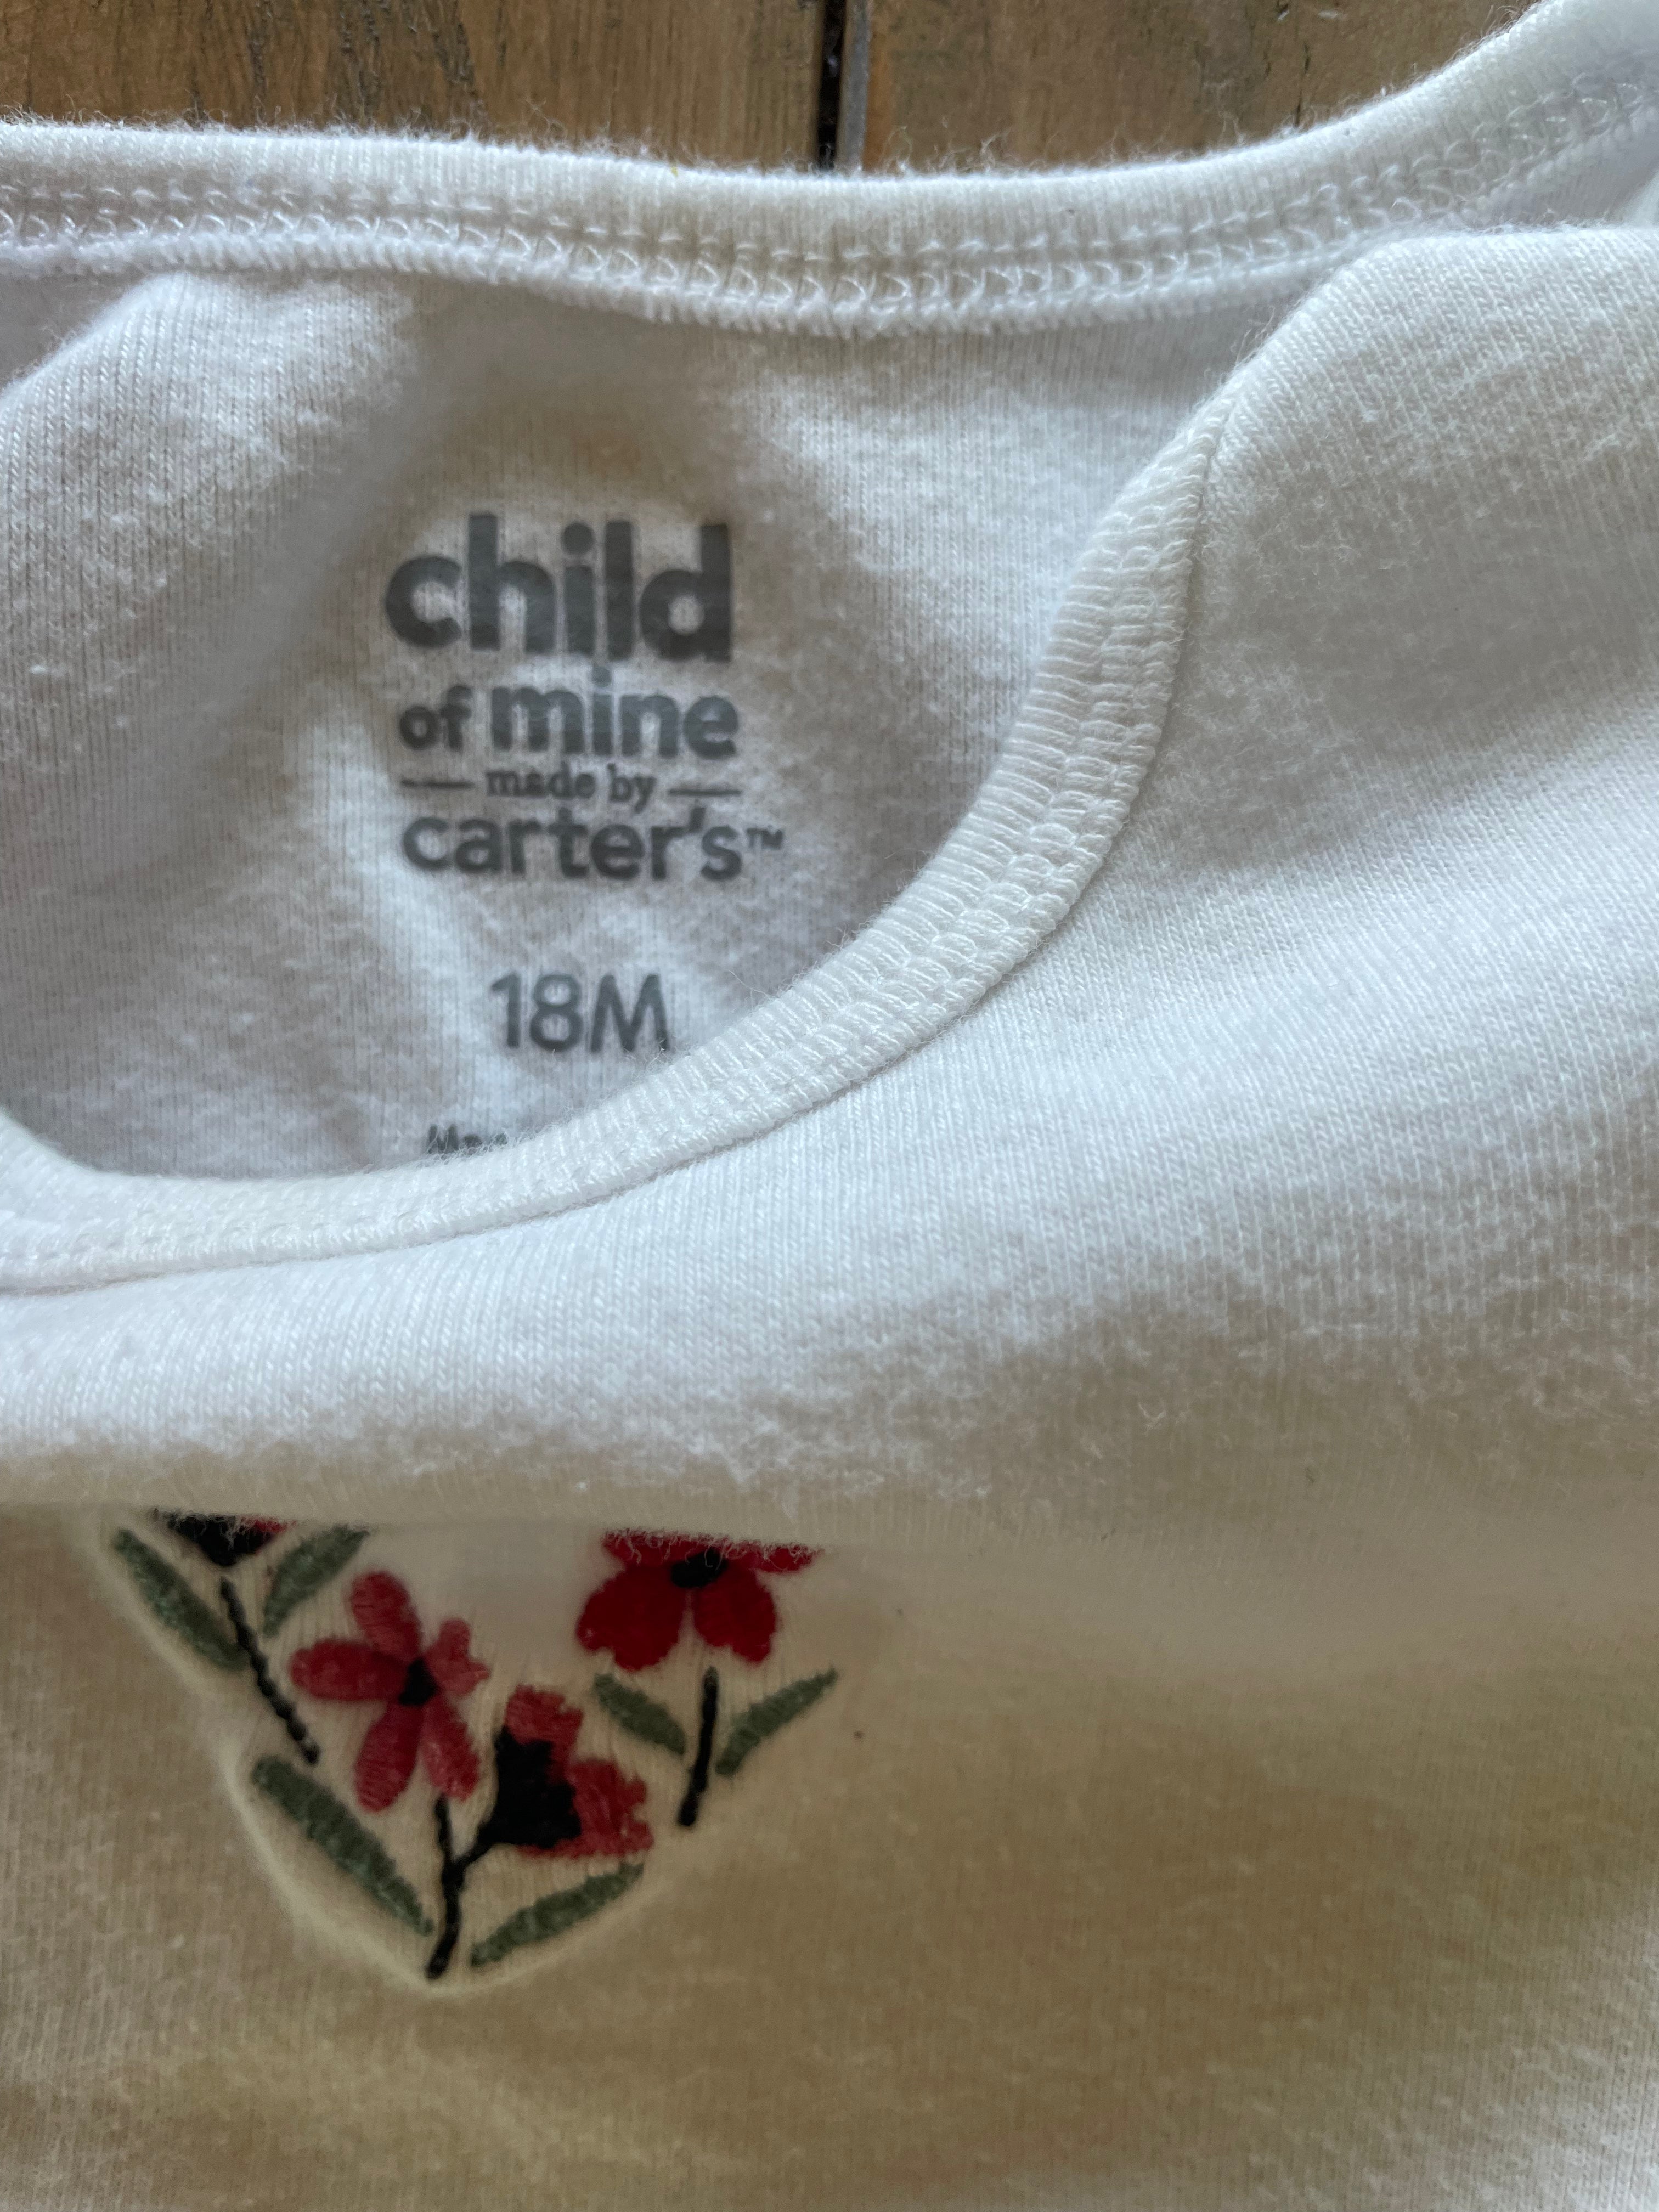 child
of mine
made by
carter's™
18M